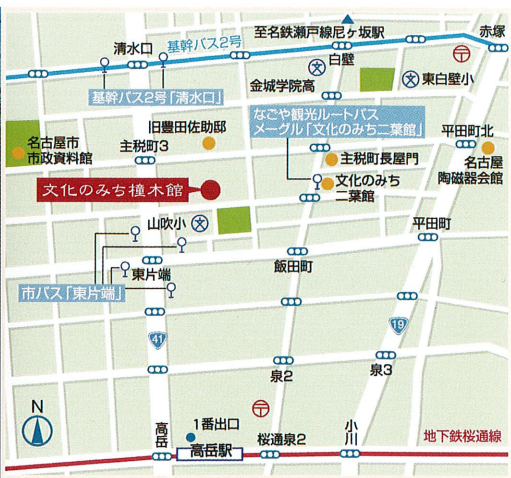 至名鉄瀬戸線尼ヶ坂駅
赤塚
清水口
基幹バス2号
白壁
金城学院高
東白壁小
基幹バス2号「清水口」
なごや観光ルートバス
メーグル「文化のみち二葉館」
旧豊田佐助邸
名古屋市
市政資料館
主税町3
平田町北
主税町長屋門
名古屋
陶磁器会館
文化のみち
二葉館
文化のみち橦木館
山吹小
平田町
東片端
飯田町
市バス「東片端」
41
19
泉2
泉3
N
高岳
1番出口
高岳駅
桜通泉2
小川
地下鉄桜通線